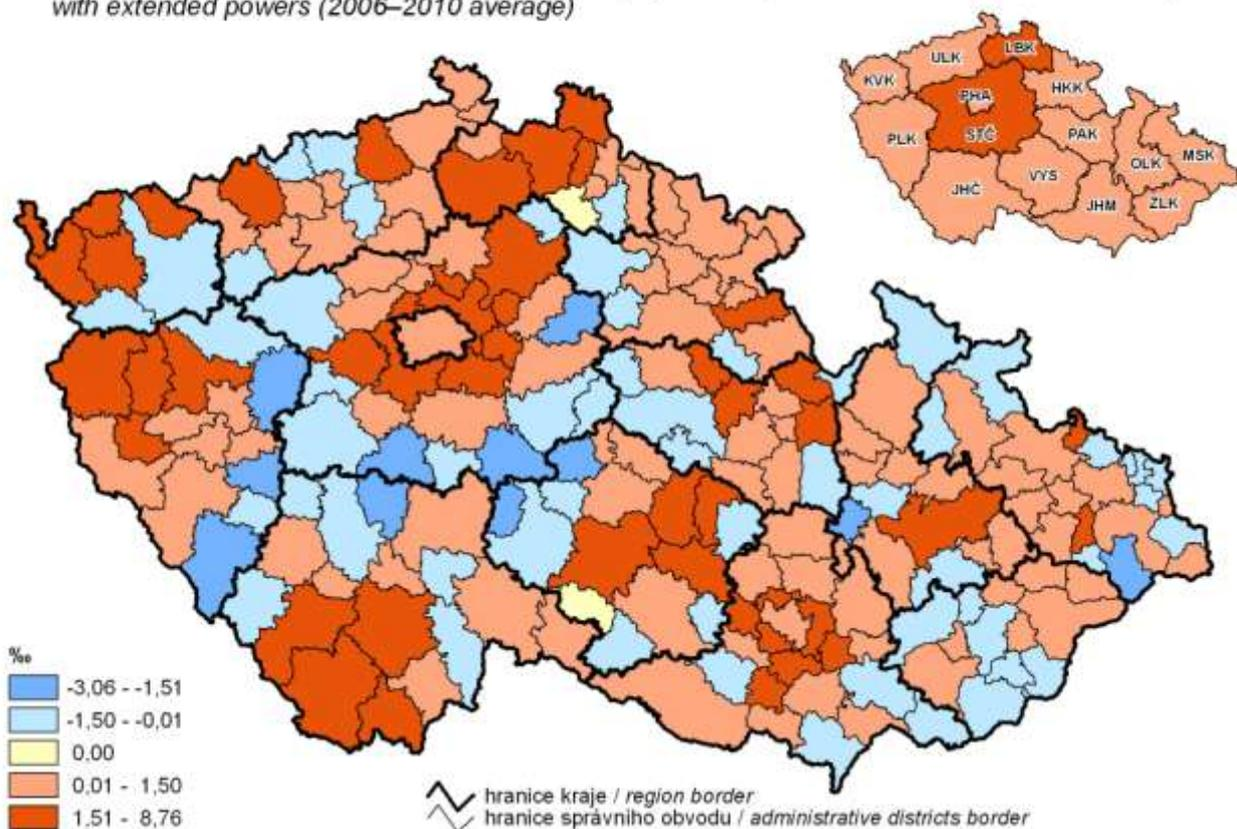 with extended powers (2006–2010 average)
LBK
ULK
KVK
HKK
PHA
PLK
STČ
PAK
OLK
MSK
VYS
JHČ
JHM
ZLK
‰
-3,06 - -1,51
-1,50 - -0,01
0,00
0,01 - 1,50
1,51 - 8,76
hranice kraje / region border
hranice správního obvodu / administrative districts border